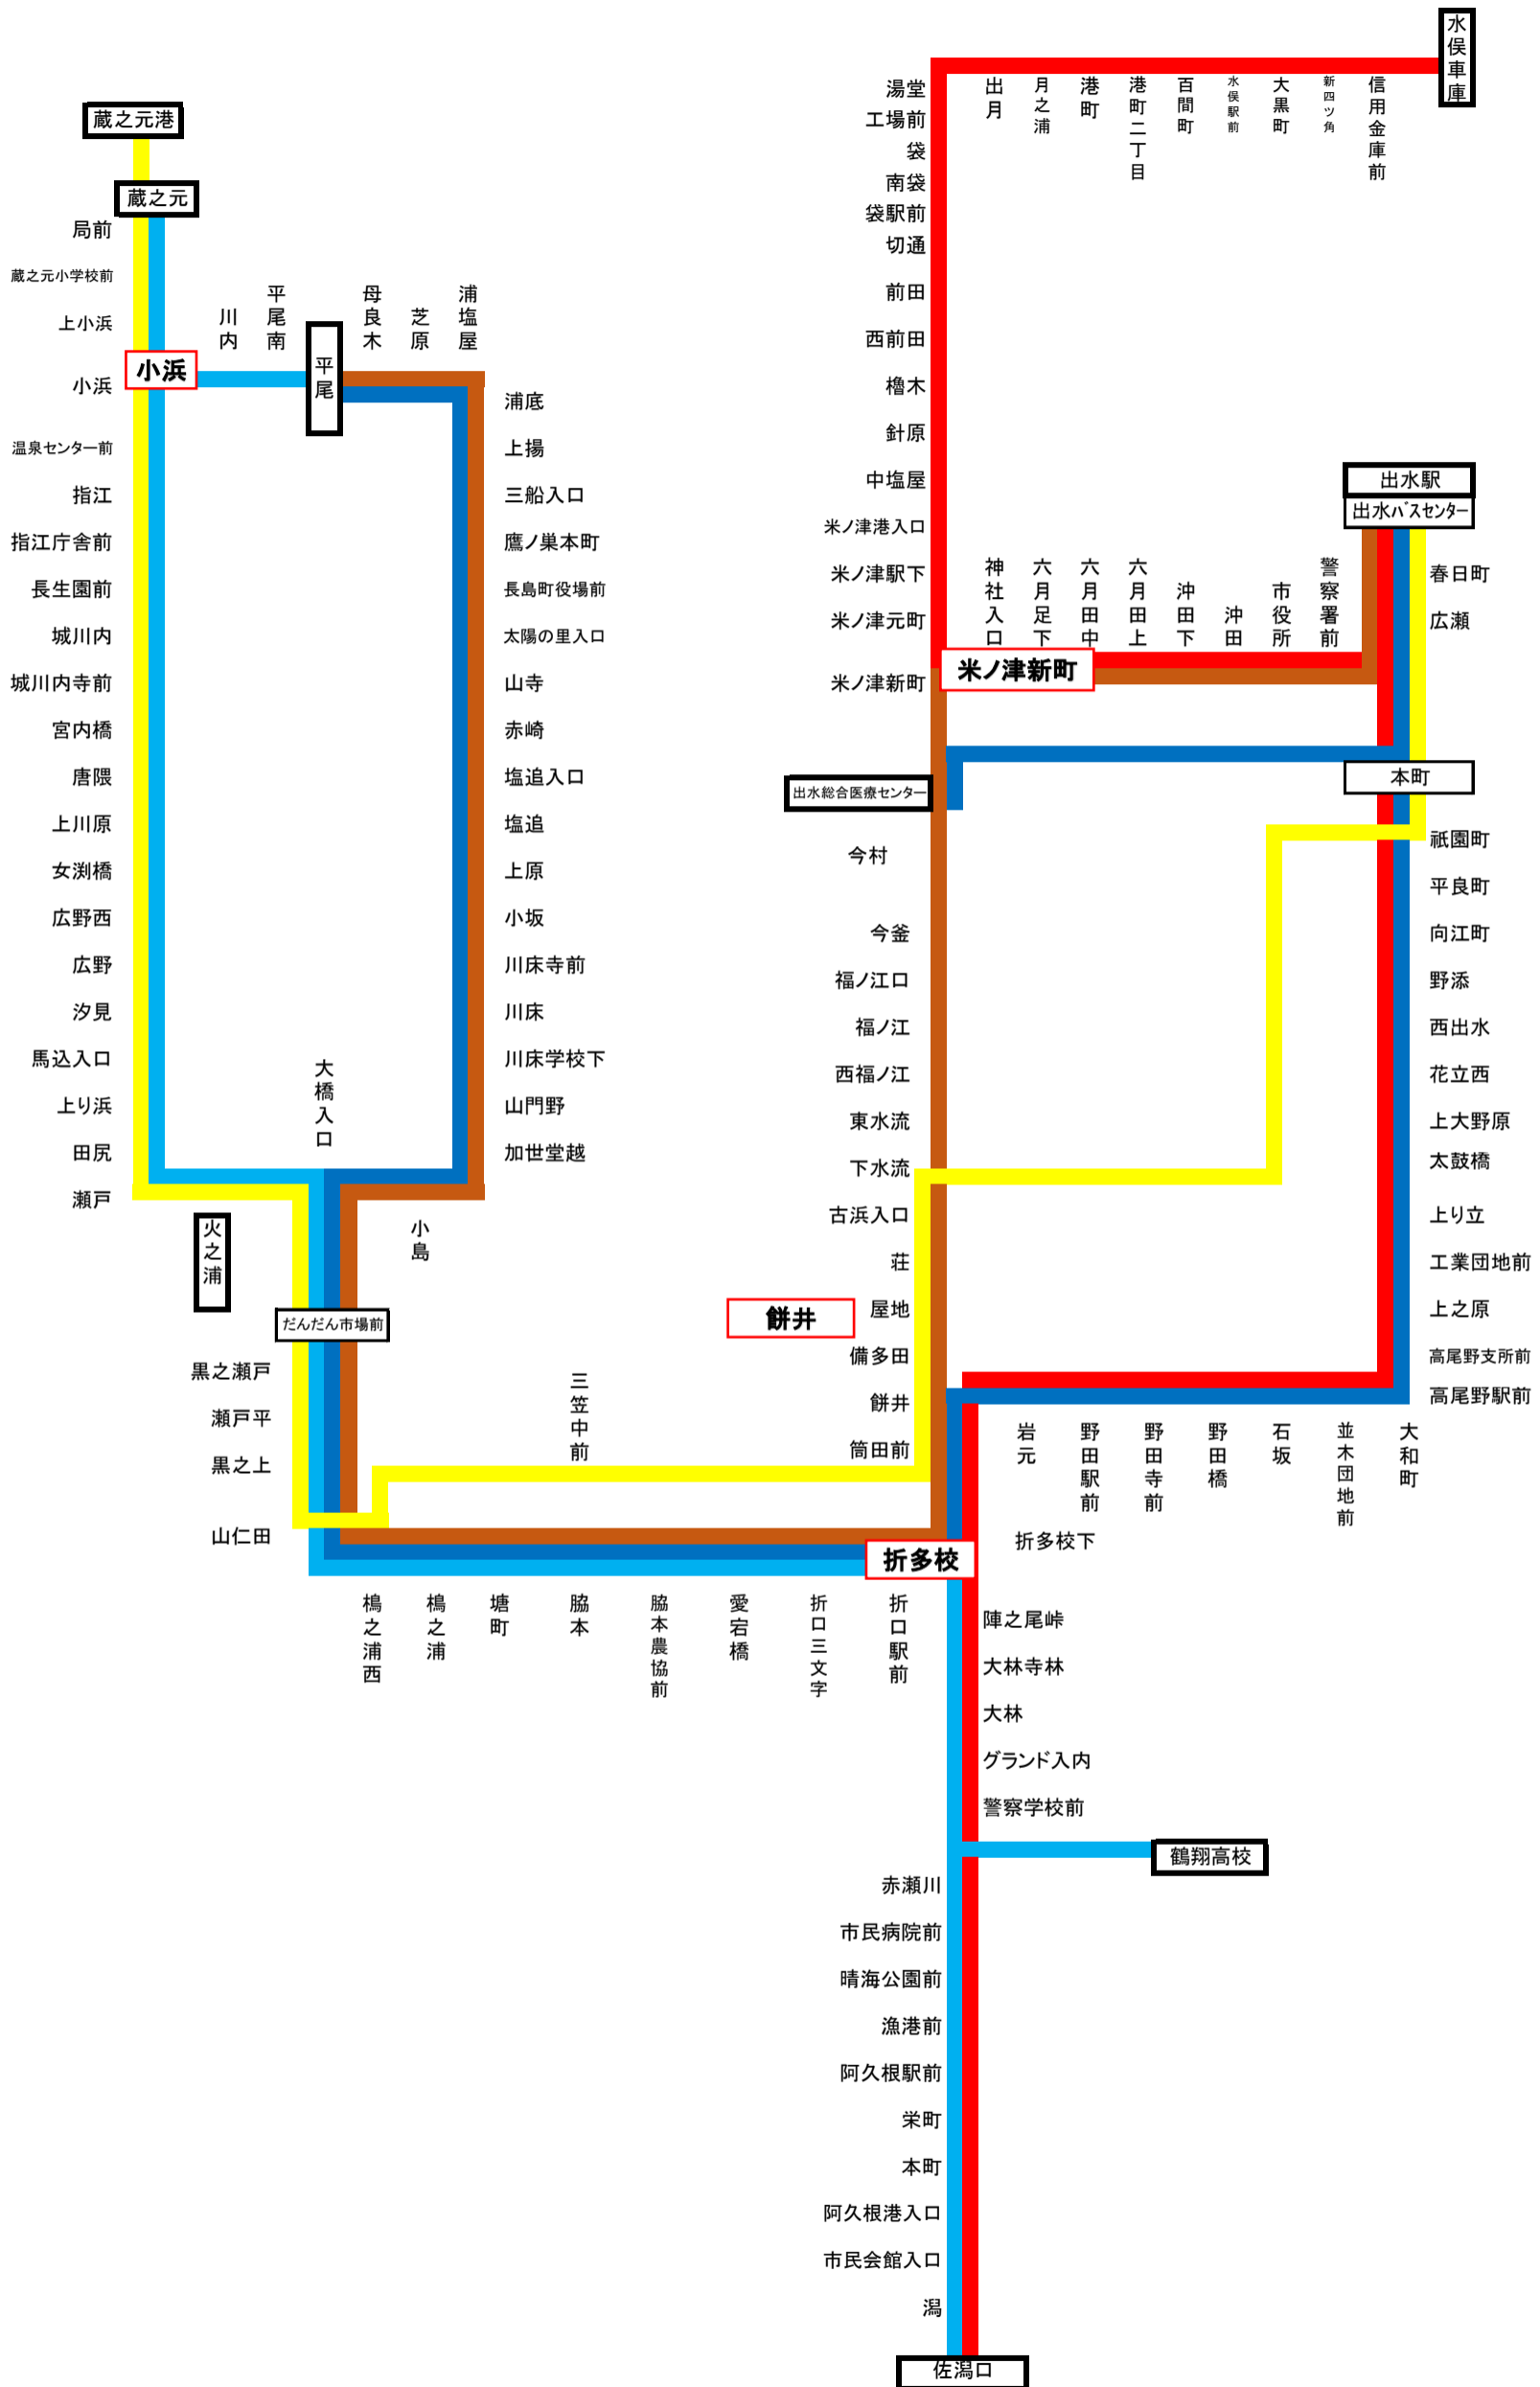 蔵之元港
蔵之元
局前
蔵之元小学校前
上小浜
小浜
小浜
温泉センター前
指江
指江庁舎前
長生園前
城川内
城川内寺前
宮内橋
唐隈
上川原
女渕橋
広野西
広野
汐見
馬込入口
上り浜
田尻
瀬戸
川内
平尾南
平尾
母良木
芝原
浦塩屋
浦底
上揚
三船入口
鷹ノ巣本町
長島町役場前
太陽の里入口
山寺
赤崎
塩追入口
塩追
上原
小坂
川床寺前
川床
川床学校下
山門野
加世堂越
大橋入口
小島
火之浦
だんだん市場前
黒之瀬戸
瀬戸平
黒之上
山仁田
三笠中前
槝之浦西
槝之浦
塘町
脇本
脇本農協前
愛宕橋
折口三文字
折口駅前
水俣車庫
信用金庫前
新四ツ角
大黒町
水俣駅前
百間町
港町二丁目
港町
月之浦
出月
湯堂
工場前
袋
南袋
袋駅前
切通
前田
西前田
櫓木
針原
中塩屋
米ノ津港入口
米ノ津駅下
米ノ津元町
米ノ津新町
米ノ津新町
神社入口
六月足下
六月田中
六月田上
沖田下
沖田
市役所
警察署前
出水駅
出水バスセンター
春日町
広瀬
本町
出水総合医療センター
今村
今釜
福ノ江口
福ノ江
西福ノ江
東水流
下水流
古浜入口
荘
屋地
備多田
餅井
筒田前
餅井
祇園町
平良町
向江町
野添
西出水
花立西
上大野原
太鼓橋
上り立
工業団地前
上之原
高尾野支所前
高尾野駅前
大和町
並木団地前
石坂
野田橋
野田寺前
野田駅前
岩元
折多校下
折多校
陣之尾峠
大林寺林
大林
グランド入内
警察学校前
鶴翔高校
赤瀬川
市民病院前
晴海公園前
漁港前
阿久根駅前
栄町
本町
阿久根港入口
市民会館入口
潟
佐潟口